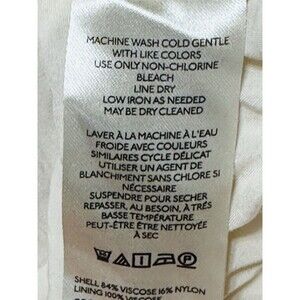 MACHINE WASH COLD GENTLE
WITH LIKE COLORS
USE ONLY NON-CHLORINE
BLEACH
LINE DRY
LOW IRON AS NEEDED
MAY BE DRY CLEANED
LAVER À LA MACHINE À L'EAU
FROIDE AVEC COULEURS
SIMILAIRES CYCLE DÉLICAT
UTILISER UN AGENT DE
BLANCHIMENT SANS CHLORE SI
NÉCESSAIRE
SUSPENDRE POUR SECHER
REPASSER, AU BESOIN, À TRÉS
BASSE TEMPÉRATURE
PEUT-ÊTRE ÊTRE NETTOYÉE
À SEC
P
SHELL 84% VISCOSE 16% NYLON
LINING 100% VISCOSE